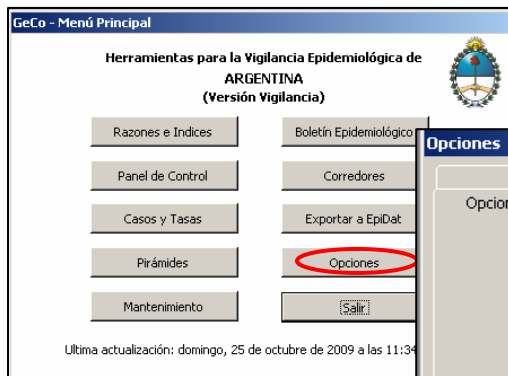 GeCo - Menú Principal
Herramientas para la Vigilancia Epidemiológica de
ARGENTINA
(Versión Vigilancia)
Razones e Indices
Boletín Epidemiológico
Opciones
Panel de Control
Corredores
Casos y Tasas
Exportar a EpiDat
Pirámides
Opciones
Mantenimiento
Salir
Ultima actualización: domingo, 25 de octubre de 2009 a las 11:34